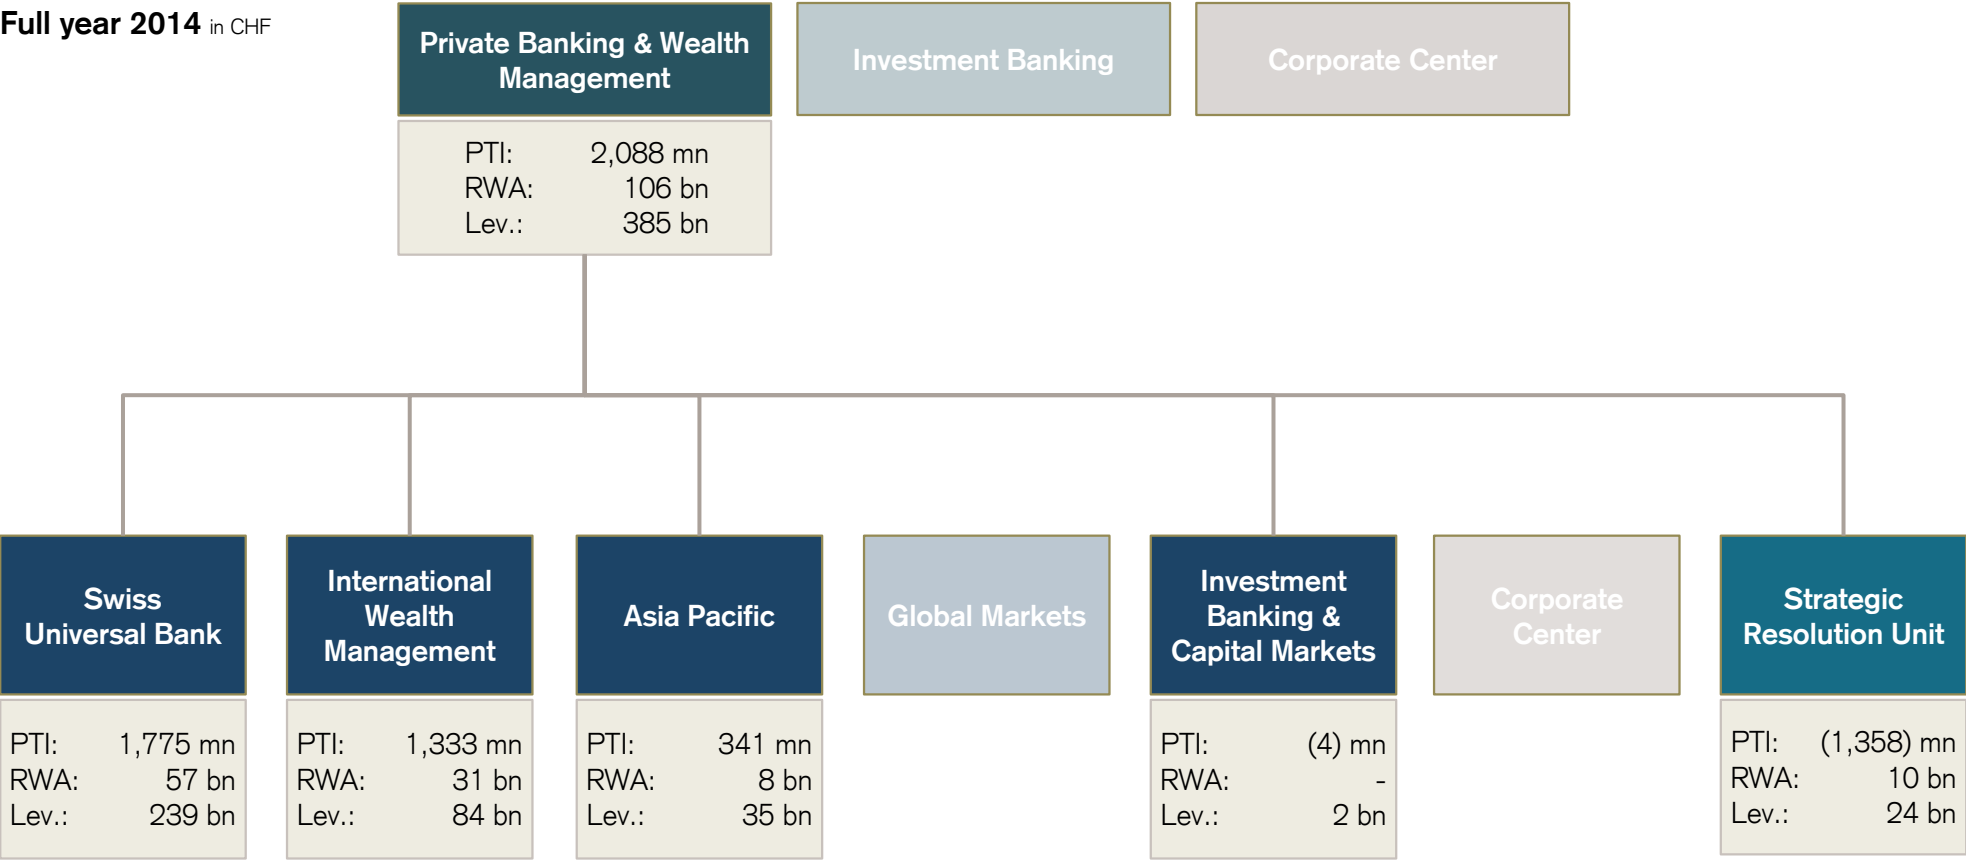 Full year 2014 in CHF
Private Banking & Wealth
Management
Investment Banking
Corporate Center
PTI: 2,088 mn
RWA: 106 bn
Lev.: 385 bn
Swiss
Universal Bank
International
Wealth
Management
Asia Pacific
Global Markets
Investment
Banking &
Capital Markets
Corporate
Center
Strategic
Resolution Unit
PTI: 1,775 mn
RWA: 57 bn
Lev.: 239 bn
PTI: 1,333 mn
RWA: 31 bn
Lev.: 84 bn
PTI: 341 mn
RWA: 8 bn
Lev.: 35 bn
PTI: (4) mn
RWA: -
Lev.: 2 bn
PTI: (1,358) mn
RWA: 10 bn
Lev.: 24 bn